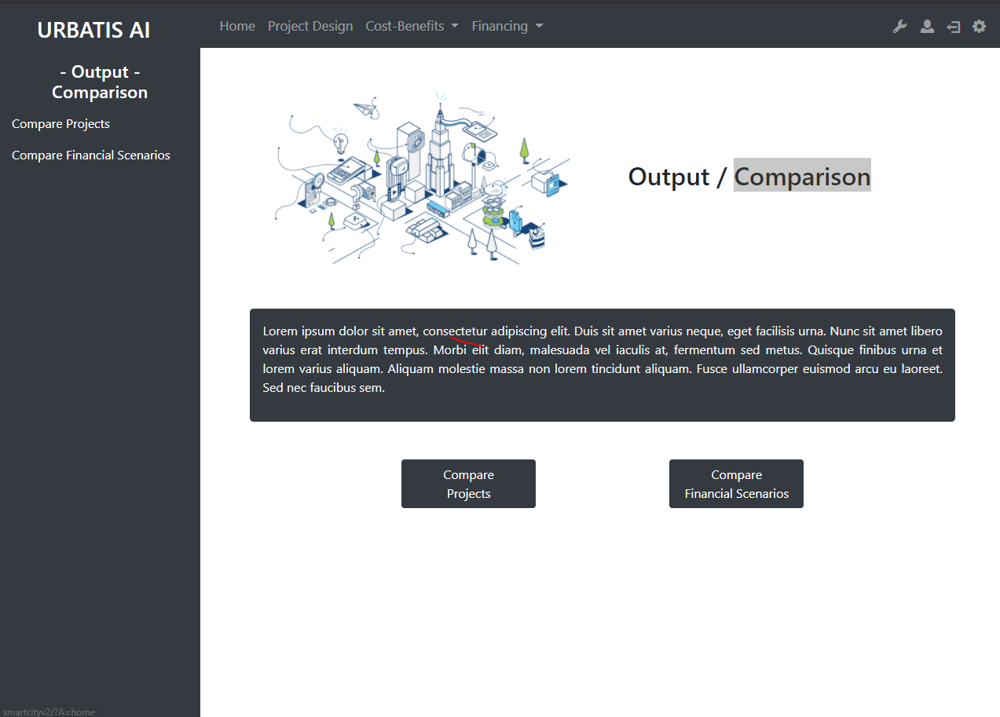 URBATIS AI
Home Project Design Cost-Benefits Financing
- Output -
Comparison
Compare Projects
Compare Financial Scenarios
Output / Comparison
Lorem ipsum dolor sit amet, consectetur adipiscing elit. Duis sit amet varius neque, eget facilisis urna. Nunc sit amet libero
varius erat interdum tempus. Morbi elit diam, malesuada vel iaculis at, fermentum sed metus. Quisque finibus urna et
lorem varius aliquam. Aliquam molestie massa non lorem tincidunt aliquam. Fusce ullamcorper euismod arcu eu laoreet.
Sed nec faucibus sem.
Compare
Projects
Compare
Financial Scenarios
smartcityv2/?A=home